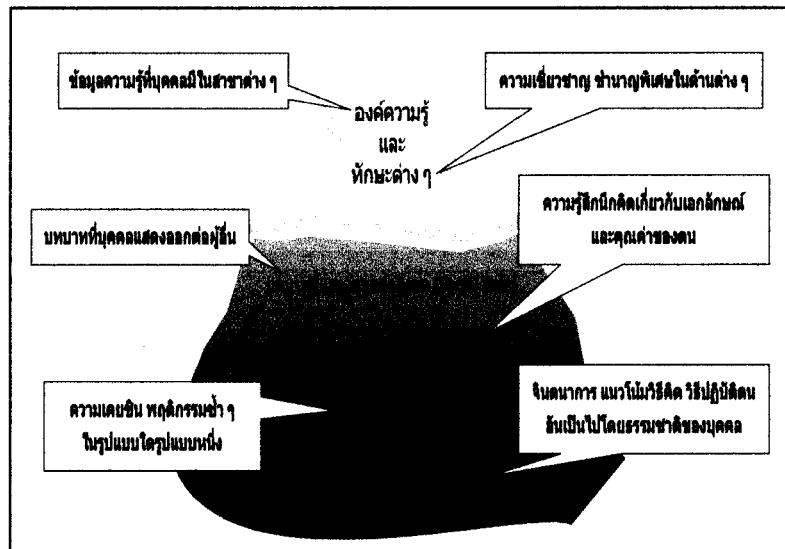 ข้อมูลความรู้ที่บุคคลมีในสาขาต่าง ๆ
ความเชี่ยวชาญ ชำนาญพิเศษในด้านต่าง ๆ
องค์ความรู้
และ
ทักษะต่าง ๆ
ความรู้สึกนึกคิดเกี่ยวกับเอกลักษณ์
และคุณค่าของตน
บทบาทที่บุคคลแสดงออกต่อผู้อื่น
ความเคยชิน พฤติกรรมซ้ำ ๆ
ในรูปแบบใดรูปแบบหนึ่ง
จินตนาการ แนวโน้มวิธีคิด วิธีปฏิบัติตน
อันเป็นไปโดยธรรมชาติของบุคคล